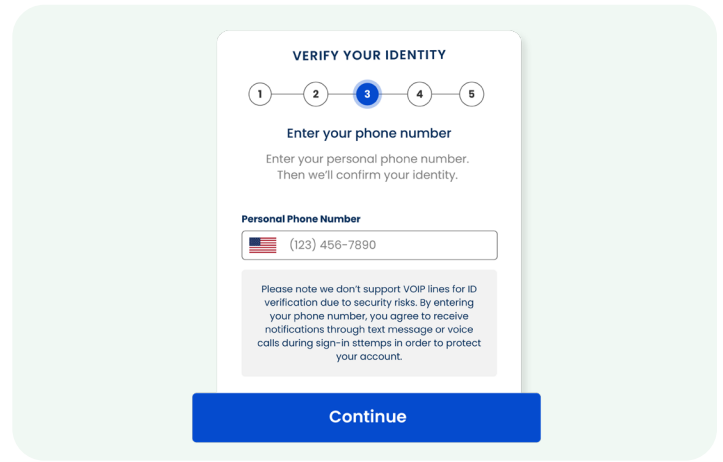 VERIFY YOUR IDENTITY
1 2 3 4 5
Enter your phone number
Enter your personal phone number.
Then we’ll confirm your identity.
Personal Phone Number
(123) 456-7890
Please note we don’t support VOIP lines for ID
verification due to security risks. By entering
your phone number, you agree to receive
notifications through text message or voice
calls during sign-in sttemps in order to protect
your account.
Continue